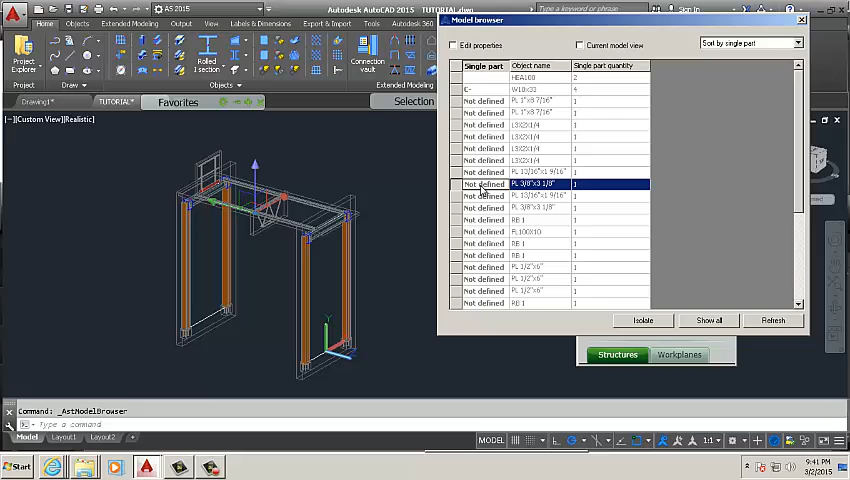 AS 2015
Autodesk AutoCAD 2015 TUTORIAL.dwg
Type a keyword or phrase
Sign In
Home Objects Extended Modeling Output View Labels & Dimensions Export & Import Tools Autodesk 360
Project
Explorer
Rolled
I section
Connection
vault
Project Draw Objects Extended Modeling
Drawing1* TUTORIAL*
Favorites
Selection
[−][Custom View][Realistic]
Model browser
Edit properties
Current model view
Sort by single part
Single part Object name Single part quantity
HEA100 2
C- W10x33 4
Not defined PL 1"x8 7/16" 1
Not defined PL 1"x8 7/16" 1
Not defined L3X2X1/4 1
Not defined L3X2X1/4 1
Not defined L3X2X1/4 1
Not defined L3X2X1/4 1
Not defined PL 13/16"x1 9/16" 1
Not defined PL 3/8"x3 1/8" 1
Not defined PL 13/16"x1 9/16" 1
Not defined PL 3/8"x3 1/8" 1
Not defined RB 1 1
Not defined FL100X10 1
Not defined RB 1 1
Not defined RB 1 1
Not defined PL 1/2"x6" 1
Not defined PL 1/2"x6" 1
Not defined PL 1/2"x6" 1
Not defined RB 1 1
Isolate Show all Refresh
Structures Workplanes
Y
Command: _AstModelBrowser
Type a command
Model Layout1 Layout2 +
MODEL
1:1
Start
9:41 PM
3/2/2015